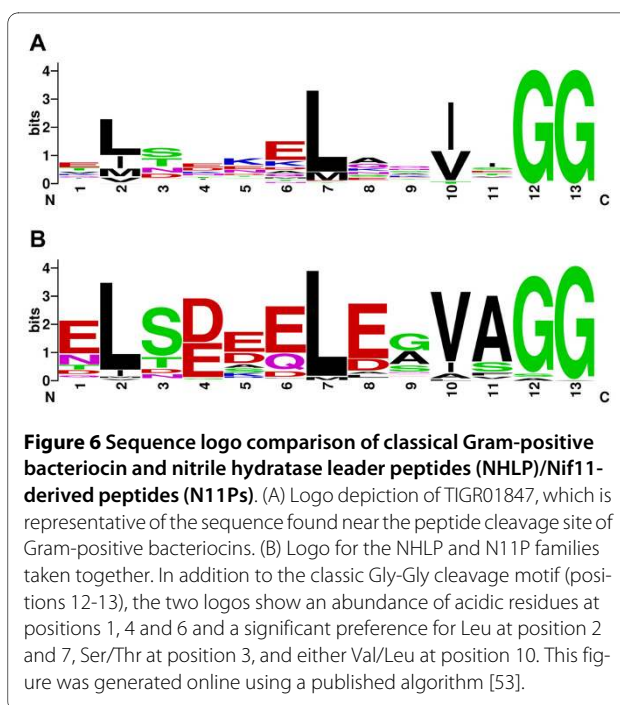 A
4
3
2
1
0
bits
L
I
M
V
S
T
N
D
E
K
E
K
L
M
A
I
V
GG
N
1
2
3
4
5
6
7
8
9
10
11
12
13
C
B
4
3
2
1
0
bits
E
N
L
I
S
T
N
D
E
E
D
A
K
E
Q
D
L
E
D
G
A
S
V
I
A
A
S
GG
N
1
2
3
4
5
6
7
8
9
10
11
12
13
C
Figure 6 Sequence logo comparison of classical Gram-positive
bacteriocin and nitrile hydratase leader peptides (NHLP)/Nif11-
derived peptides (N11Ps). (A) Logo depiction of TIGR01847, which is
representative of the sequence found near the peptide cleavage site of
Gram-positive bacteriocins. (B) Logo for the NHLP and N11P families
taken together. In addition to the classic Gly-Gly cleavage motif (posi-
tions 12-13), the two logos show an abundance of acidic residues at
positions 1, 4 and 6 and a significant preference for Leu at position 2
and 7, Ser/Thr at position 3, and either Val/Leu at position 10. This fig-
ure was generated online using a published algorithm [53].